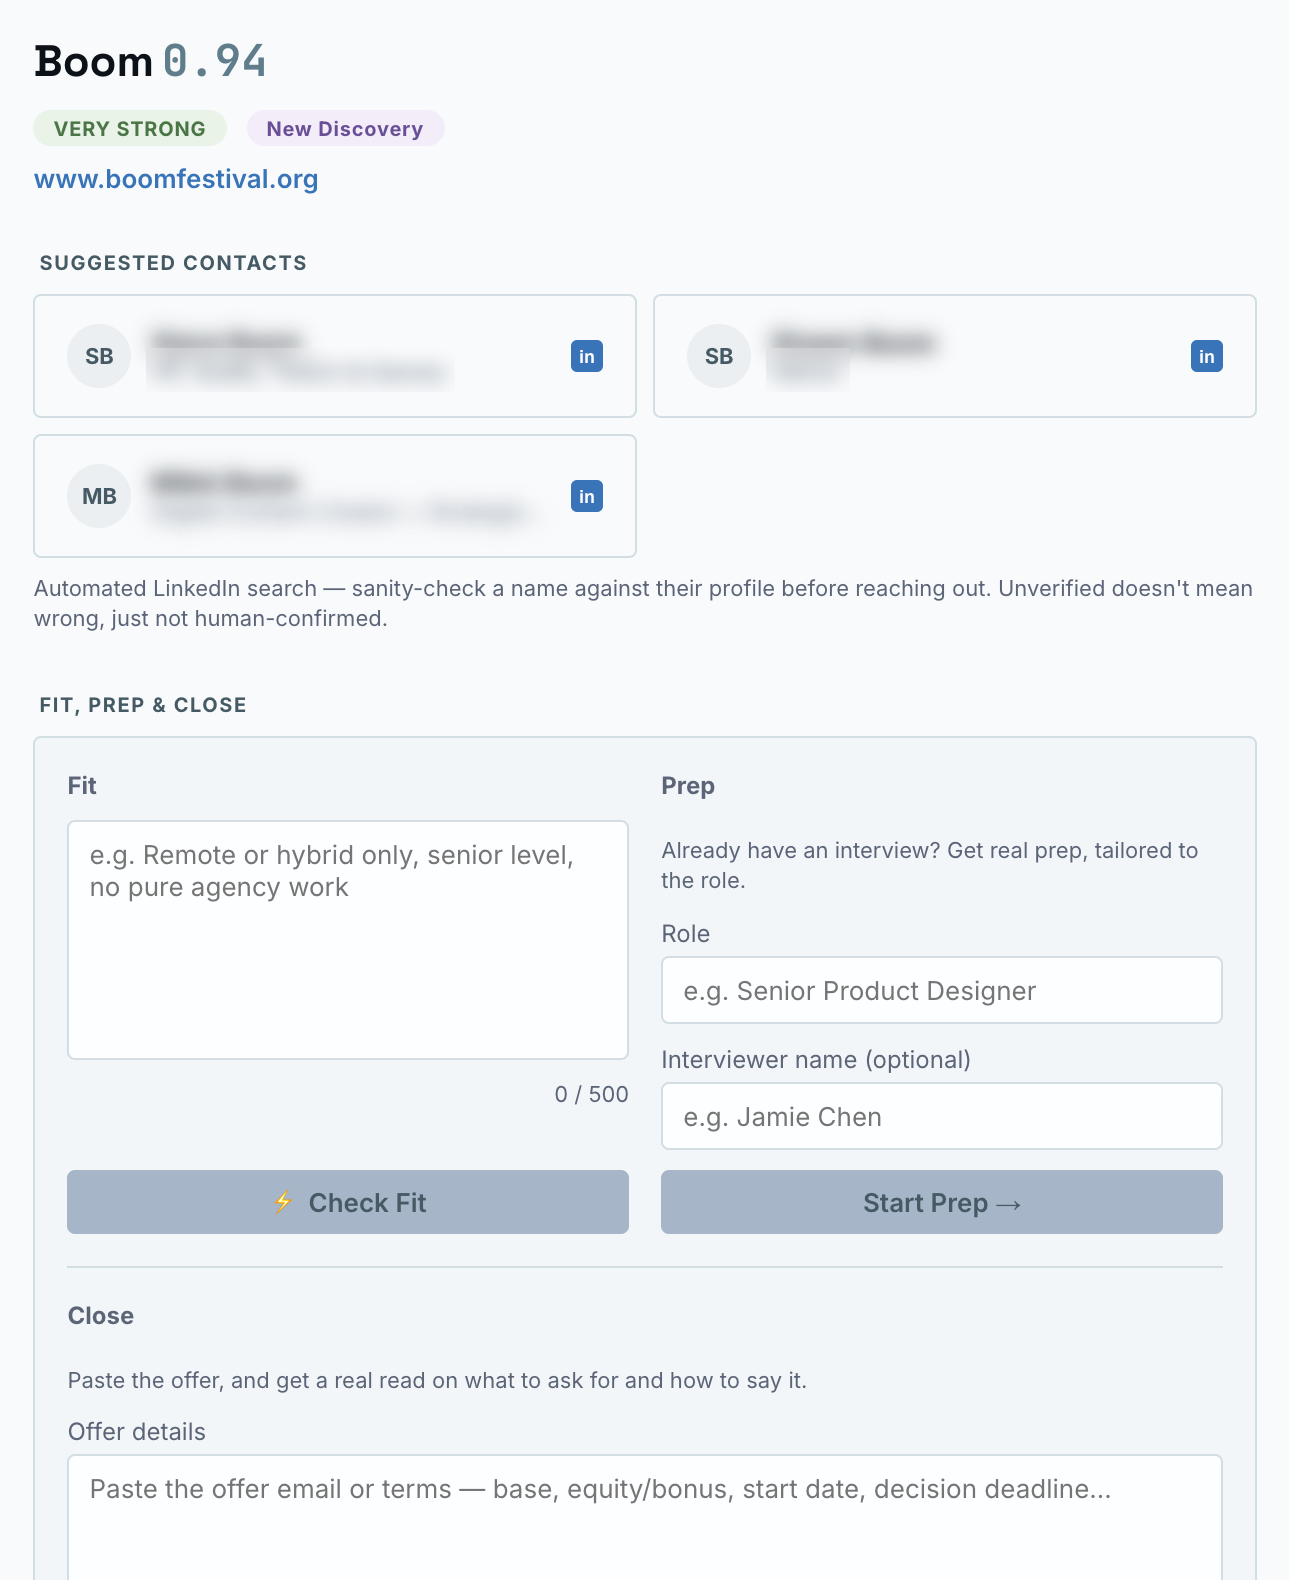 Boom 0.94
VERY STRONG New Discovery
www.boomfestival.org
SUGGESTED CONTACTS
SB in
SB in
MB in
Automated LinkedIn search — sanity-check a name against their profile before reaching out. Unverified doesn't mean
wrong, just not human-confirmed.
FIT, PREP & CLOSE
Fit
e.g. Remote or hybrid only, senior level,
no pure agency work
0 / 500
⚡ Check Fit
Prep
Already have an interview? Get real prep, tailored to
the role.
Role
e.g. Senior Product Designer
Interviewer name (optional)
e.g. Jamie Chen
Start Prep →
Close
Paste the offer, and get a real read on what to ask for and how to say it.
Offer details
Paste the offer email or terms — base, equity/bonus, start date, decision deadline...